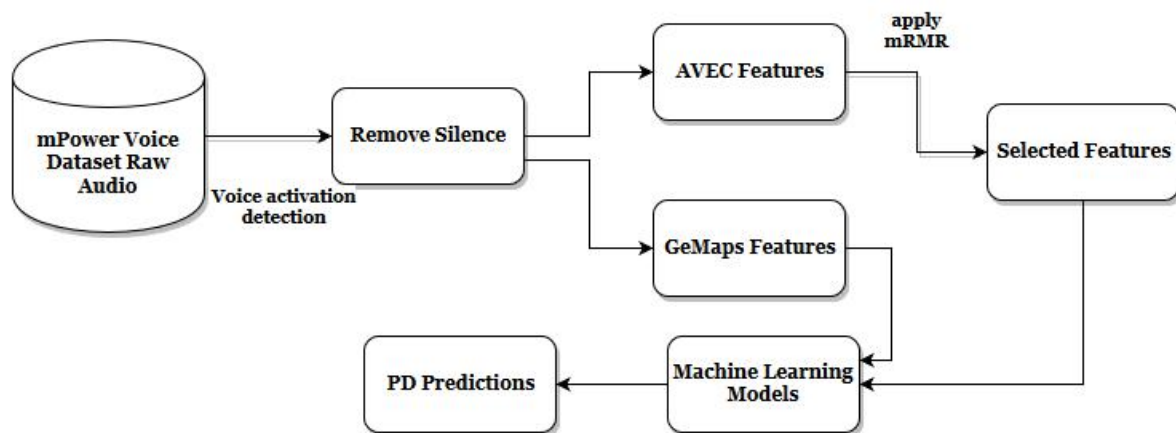 mPower Voice
Dataset Raw
Audio
Voice activation
detection
Remove Silence
AVEC Features
apply
mRMR
Selected Features
GeMaps Features
Machine Learning
Models
PD Predictions